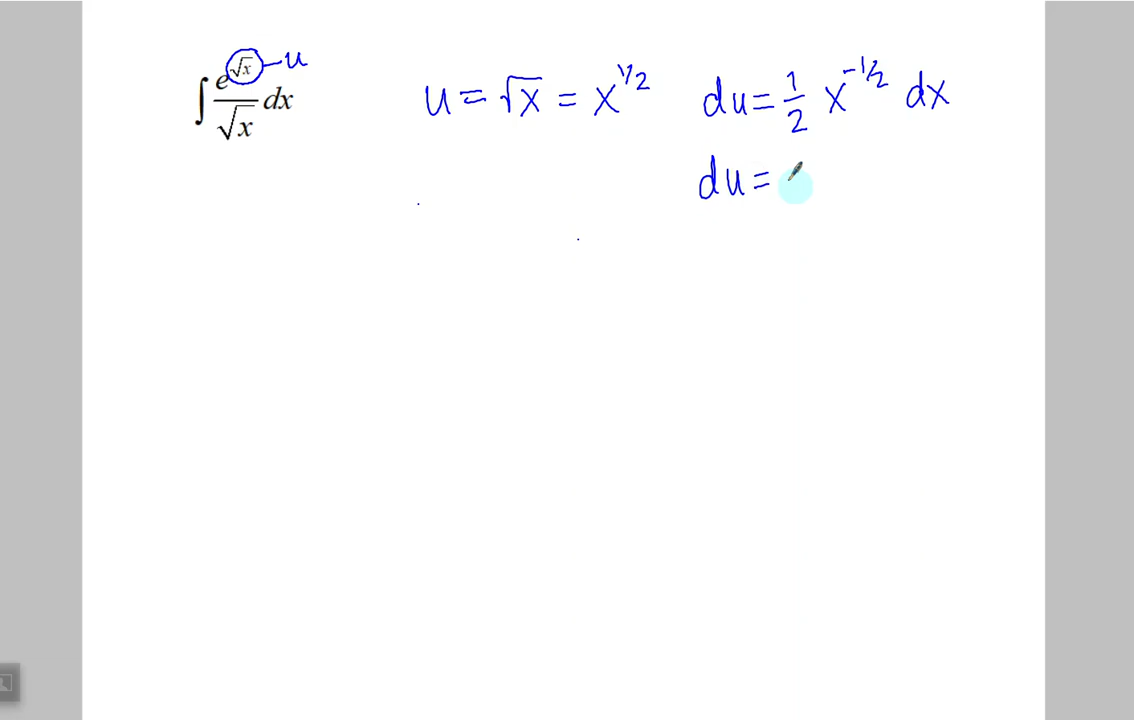 ∫ e^√x / √x dx — u   u = √x = x^1/2   du = 1/2 x^-1/2 dx
du =